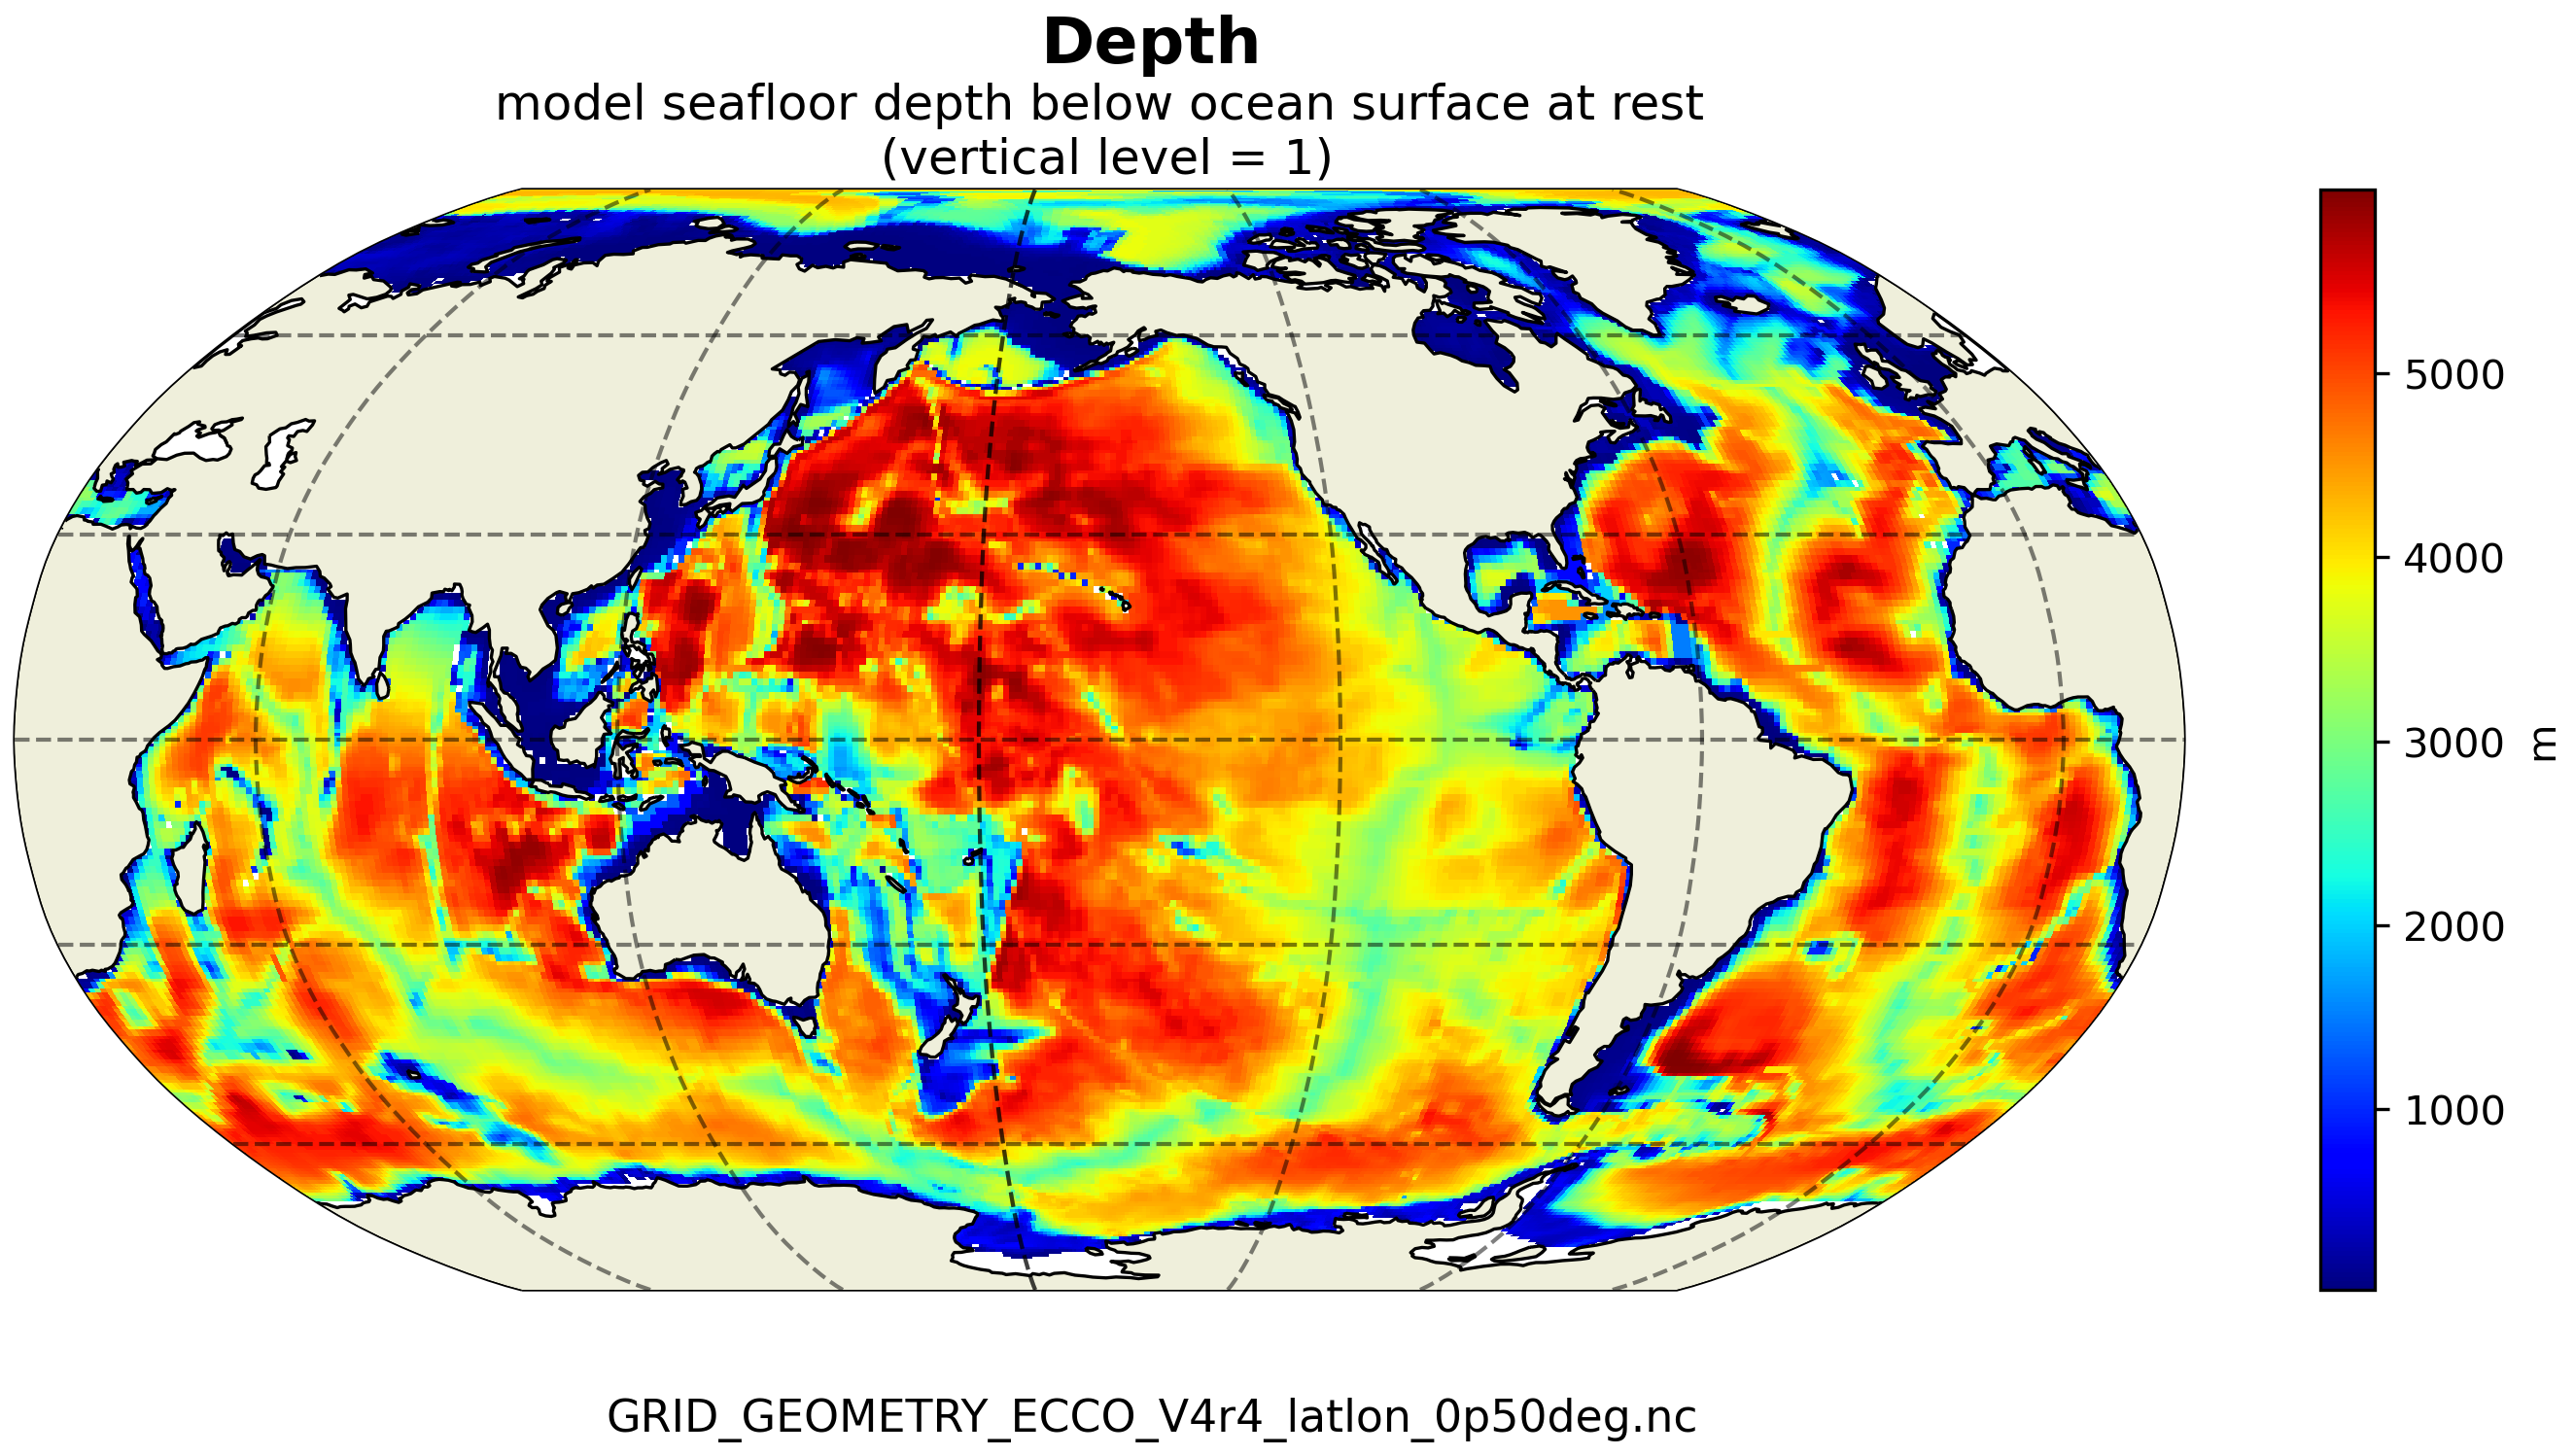 Depth
model seafloor depth below ocean surface at rest
(vertical level = 1)
5000
4000
3000
2000
1000
m
GRID_GEOMETRY_ECCO_V4r4_latlon_0p50deg.nc